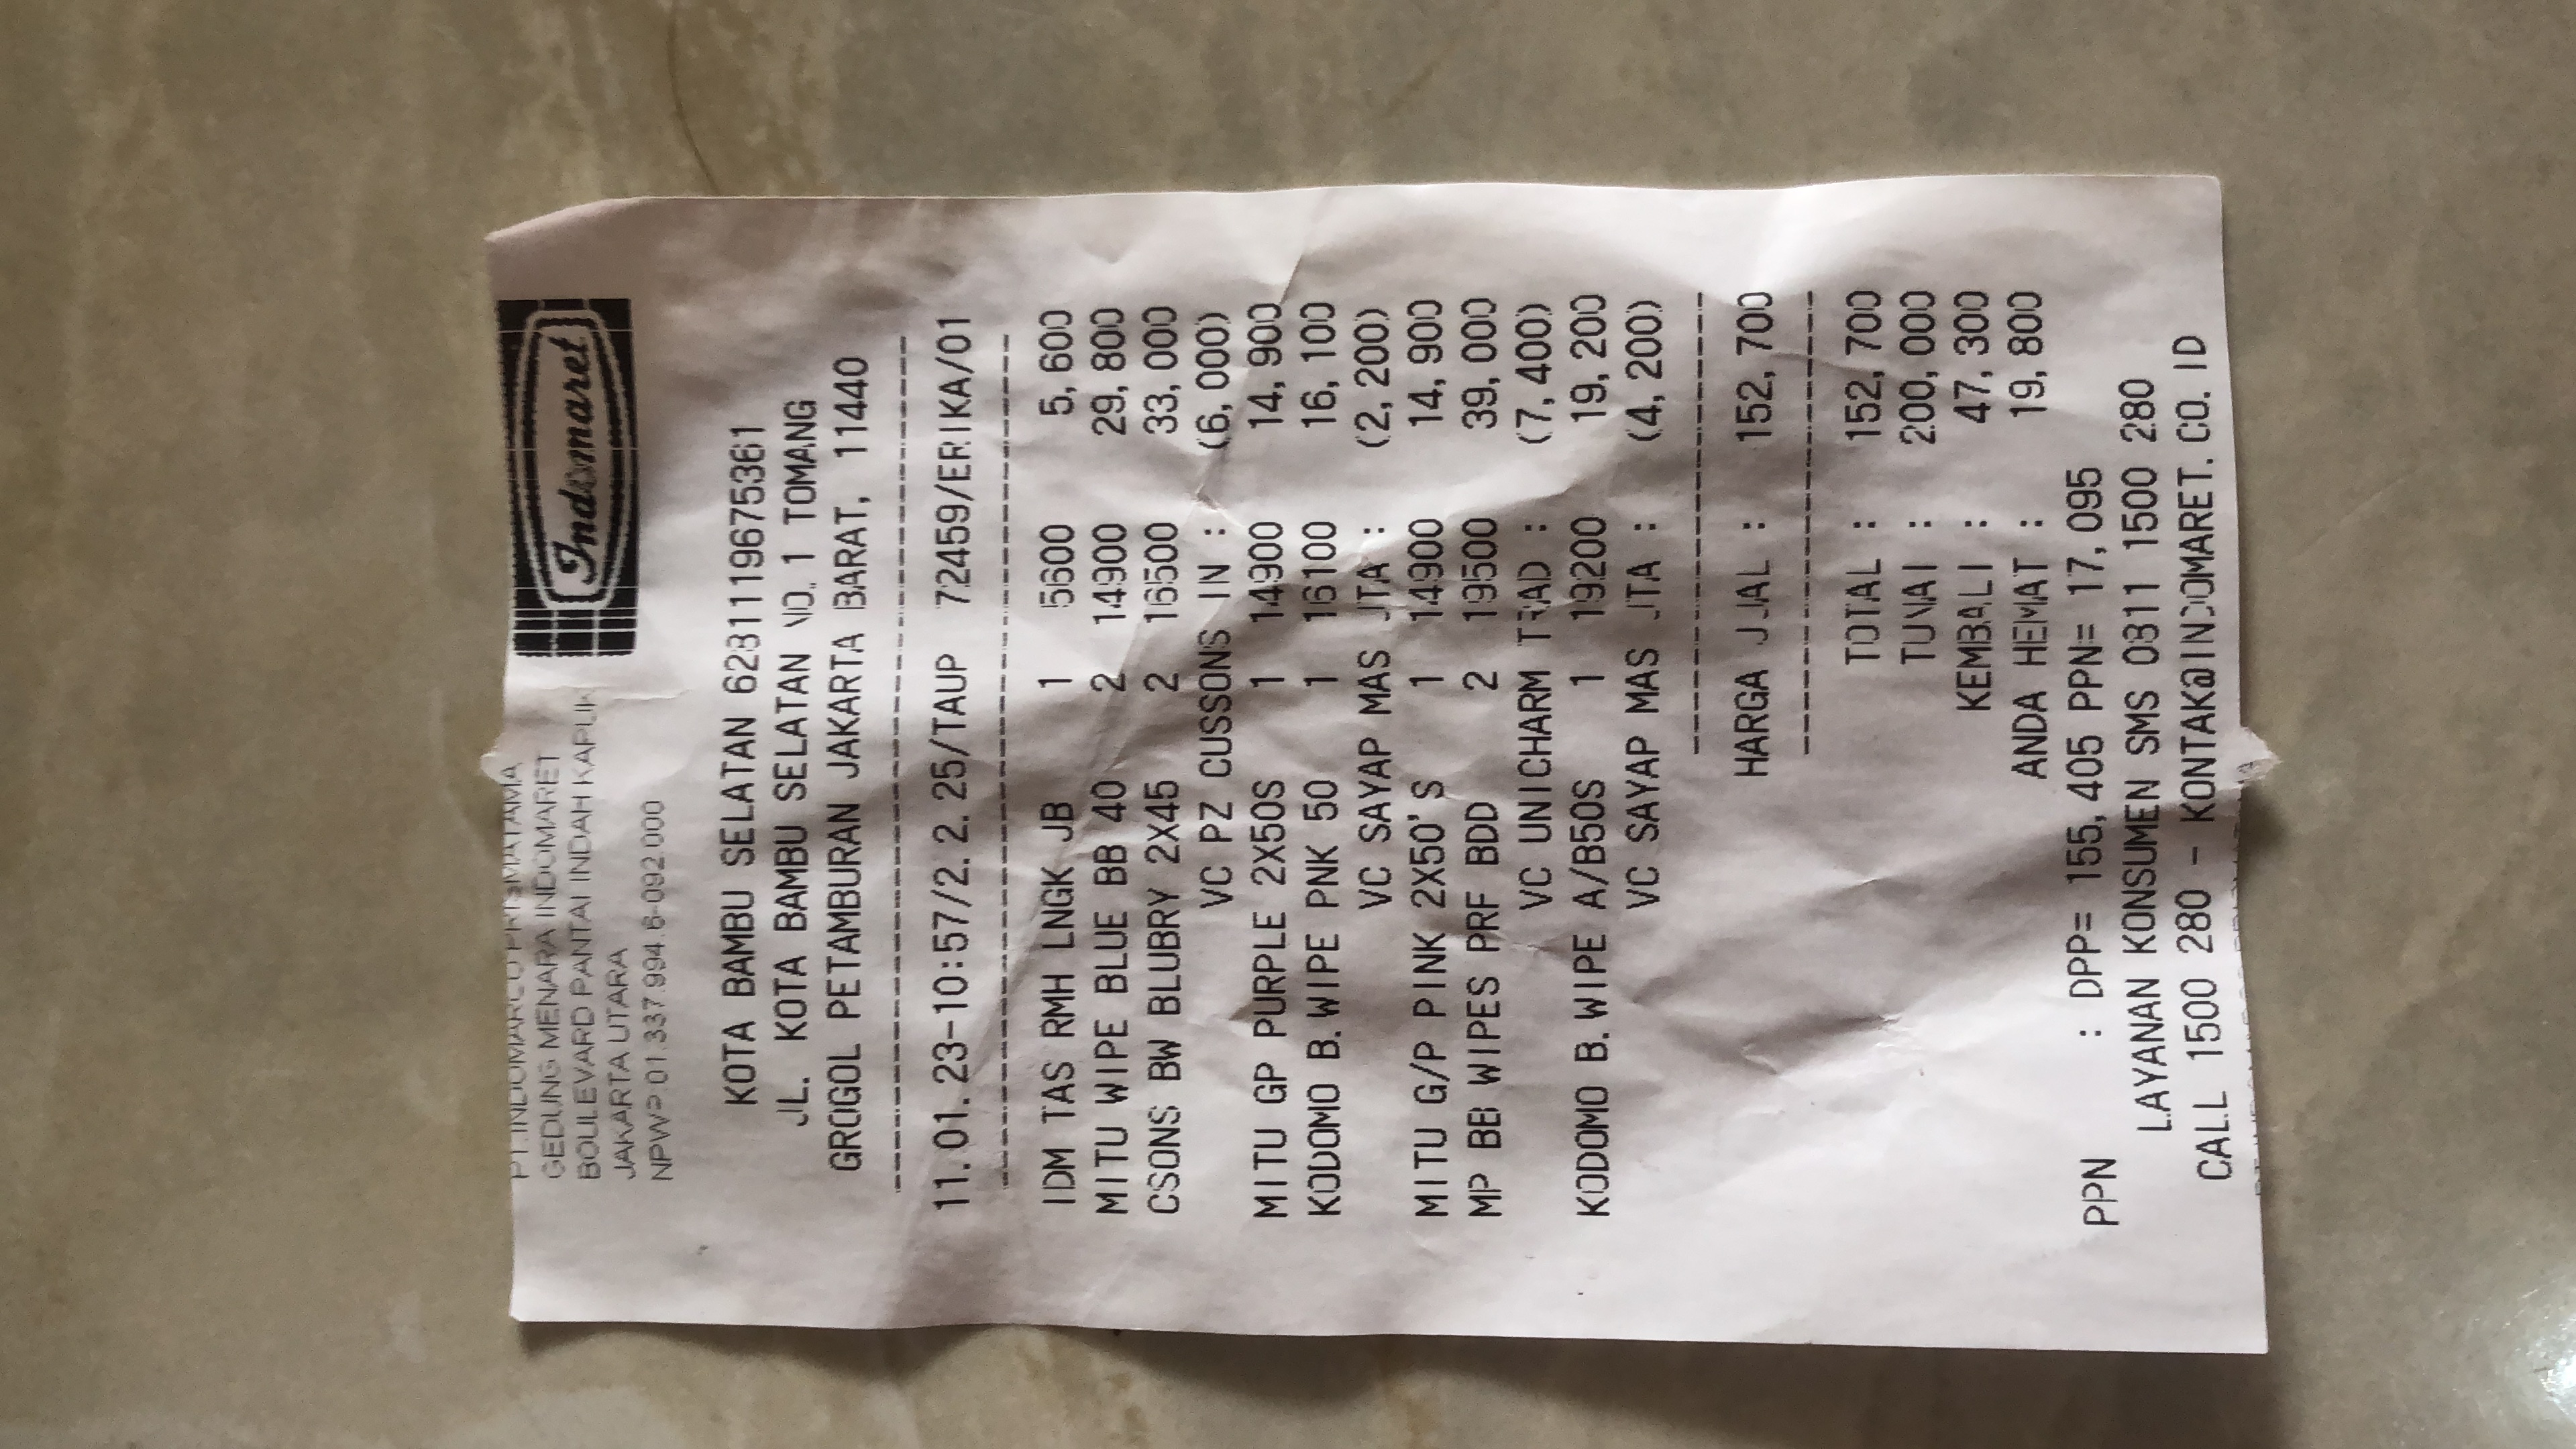 PT.INDOMARCO PRISMATAMA
GEDUNG MENARA INDOMARET
BOULEVARD PANTAI INDAH KAPUK
JAKARTA UTARA
NPWP 01.337.994.6-092.000
Indomaret
KOTA BAMBU SELATAN 6281119675361
JL. KOTA BAMBU SELATAN NO.1 TOMANG
GROGOL PETAMBURAN JAKARTA BARAT, 11440
11.01.23-10:57/2.2.25/TAUP 72459/ERIKA/01
IDM TAS RMH LNGK JB 1 5600 5,600
MITU WIPE BLUE BB 40 2 14900 29,800
CSONS BW BLUBRY 2X45 2 16500 33,000
VC PZ CUSSONS IN : (6,000)
MITU GP PURPLE 2X50S 1 14900 14,900
KODOMO B.WIPE PNK 50 1 16100 16,100
VC SAYAP MAS JTA : (2,200)
MITU G/P PINK 2X50'S 1 14900 14,900
MP BB WIPES PRF BDD 2 19500 39,000
VC UNICHARM TRAD : (7,400)
KODOMO B.WIPE A/B50S 1 19200 19,200
VC SAYAP MAS JTA : (4,200)
HARGA JUAL : 152,700
TOTAL : 152,700
TUNAI : 200,000
KEMBALI : 47,300
ANDA HEMAT : 19,800
PPN : DPP= 155,405 PPN= 17,095
LAYANAN KONSUMEN SMS 0811 1500 280
CALL 1500 280 - KONTAK@INDOMARET.CO.ID